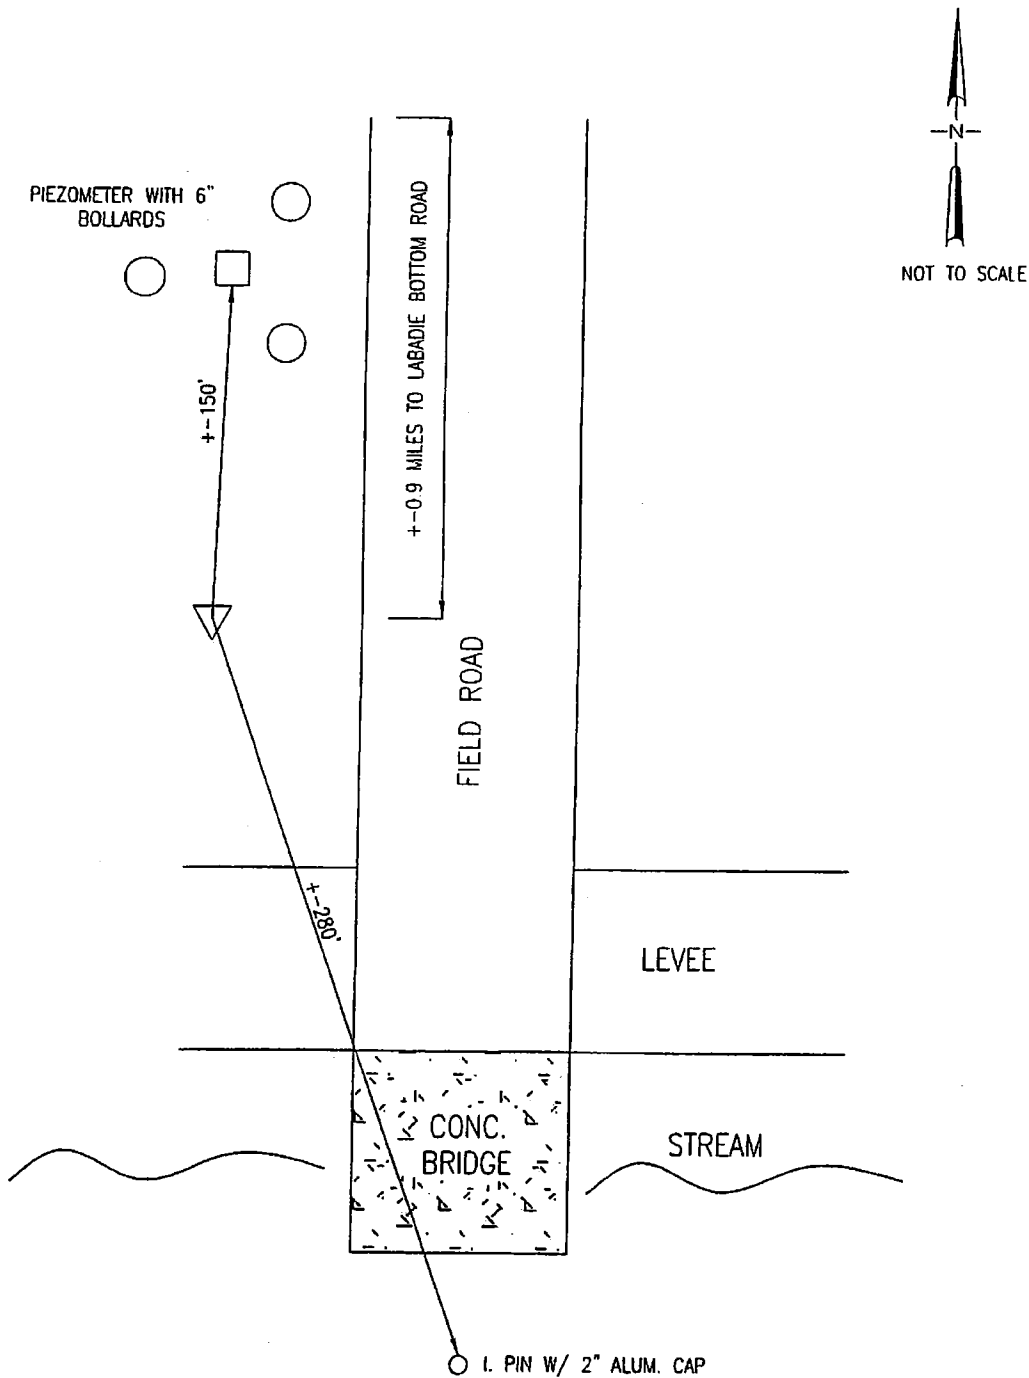 N
NOT TO SCALE
PIEZOMETER WITH 6"
BOLLARDS
+-0.9 MILES TO LABADIE BOTTOM ROAD
+-150'
FIELD ROAD
+-280'
LEVEE
CONC.
BRIDGE
STREAM
I. PIN W/ 2" ALUM. CAP